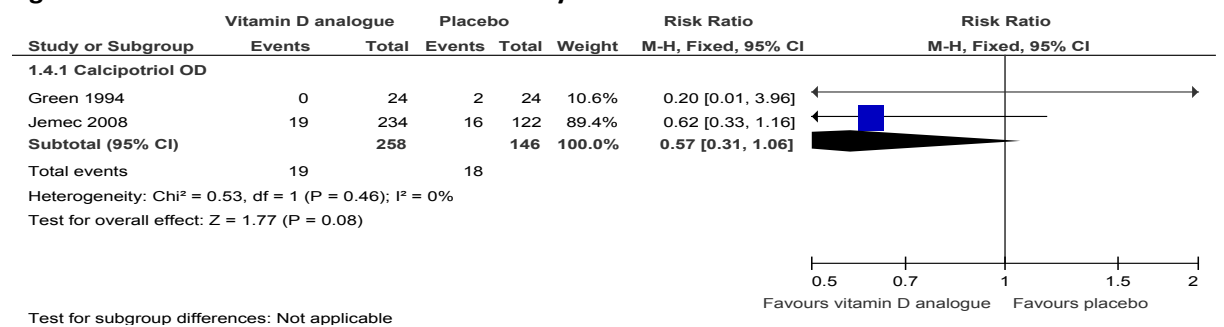 Vitamin D analogue Placebo Risk Ratio Risk Ratio
Study or Subgroup Events Total Events Total Weight M-H, Fixed, 95% CI M-H, Fixed, 95% CI
1.4.1 Calcipotriol OD
Green 1994 0 24 2 24 10.6% 0.20 [0.01, 3.96]
Jemec 2008 19 234 16 122 89.4% 0.62 [0.33, 1.16]
Subtotal (95% CI) 258 146 100.0% 0.57 [0.31, 1.06]
Total events 19 18
Heterogeneity: Chi² = 0.53, df = 1 (P = 0.46); I² = 0%
Test for overall effect: Z = 1.77 (P = 0.08)
0.5 0.7 1 1.5 2
Favours vitamin D analogue Favours placebo
Test for subgroup differences: Not applicable